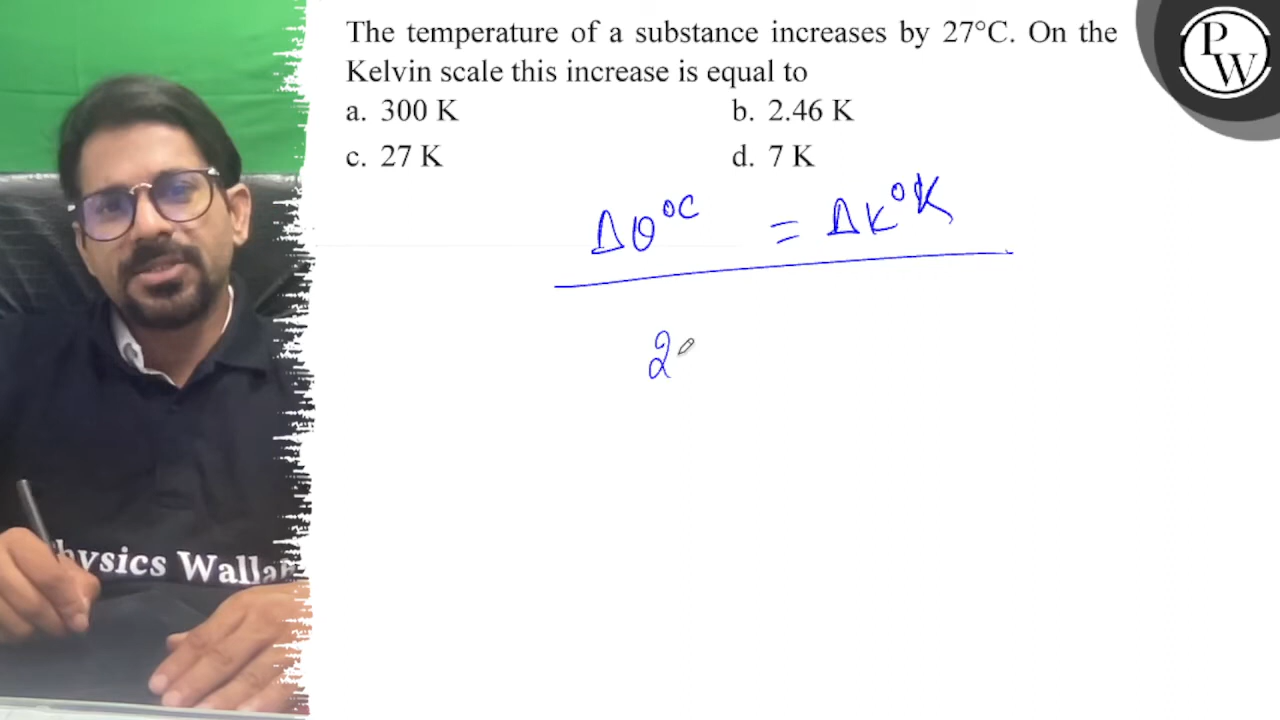 The temperature of a substance increases by 27°C. On the
Kelvin scale this increase is equal to
a. 300 K b. 2.46 K
c. 27 K d. 7 K
PW
Δθ°C = ΔK°K
2
Physics Wallah